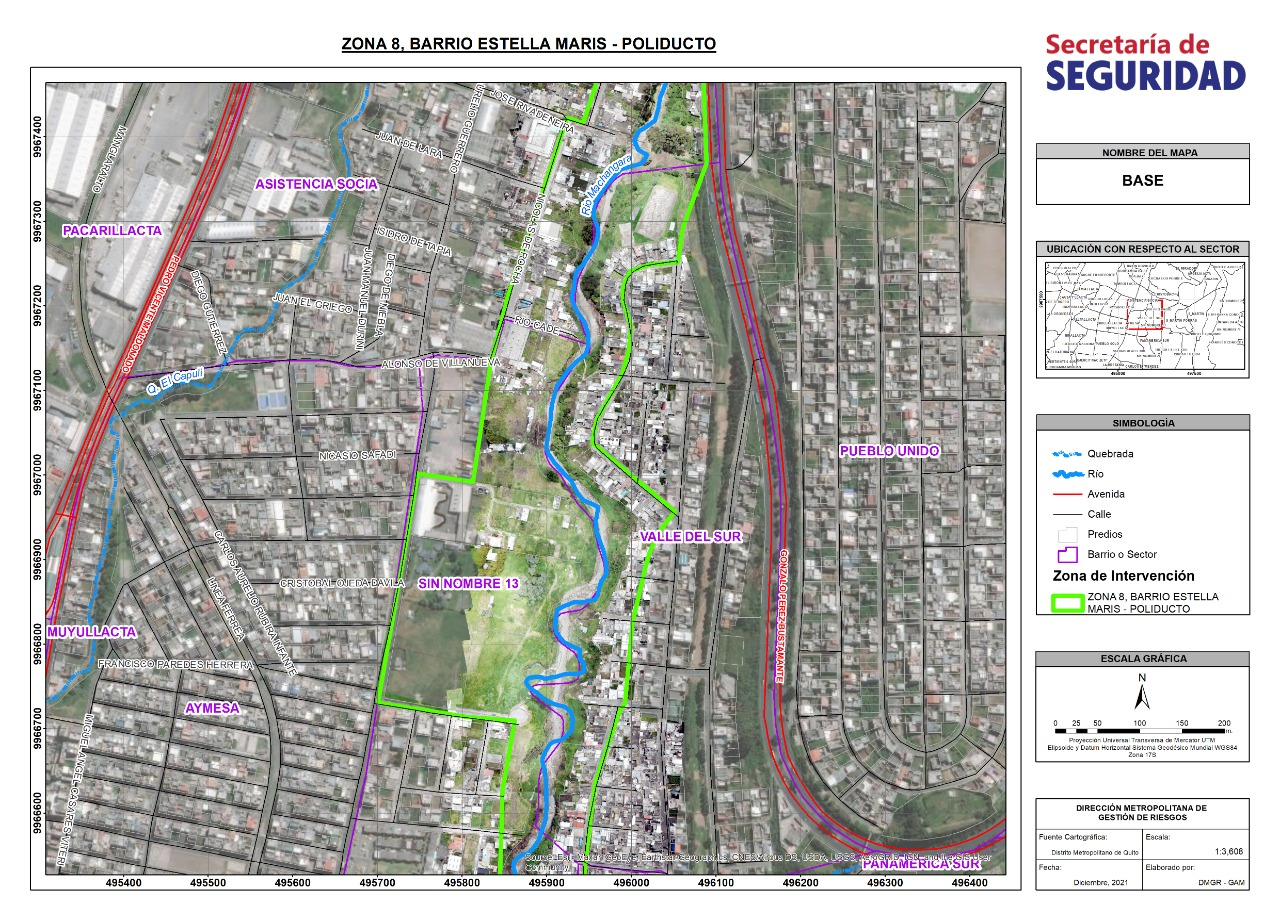 ZONA 8, BARRIO ESTELLA MARIS - POLIDUCTO
Secretaría de
SEGURIDAD
NOMBRE DEL MAPA
BASE
UBICACIÓN CON RESPECTO AL SECTOR
SIMBOLOGÍA
Quebrada
Río
Avenida
Calle
Predios
Barrio o Sector
Zona de Intervención
ZONA 8, BARRIO ESTELLA
MARIS - POLIDUCTO
ESCALA GRÁFICA
N
0 25 50 100 150 200
m.
Proyección Universal Transversa de Mercator UTM
Elipsoide y Datum Horizontal Sistema Geodésico Mundial WGS84
Zona 17S
DIRECCIÓN METROPOLITANA DE
GESTIÓN DE RIESGOS
Fuente Cartográfica:
Distrito Metropolitano de Quito
Escala:
1:3,608
Fecha:
Diciembre, 2021
Elaborado por:
DMGR - GAM
JOSE RIVADENEIRA
MANGLARALTO
JUAN DE LARA
ASISTENCIA SOCIA
Río Machángara
PACARILLACTA
NICOLAS DE ROCHA
ISIDRO DE TAPIA
PEDRO VICENTE MALDONADO
DIEGO GUTIERREZ
JUAN EL GRIEGO
ALONSO DE VILLANUEVA
Q. El Capulí
NICASIO SAFADI
PUEBLO UNIDO
VALLE DEL SUR
CARLOS AURELIO RUBIRA INFANTE
LINEA FERREA
CRISTOBAL OJEDA DAVILA
SIN NOMBRE 13
GONZALO PEREZ BUSTAMANTE
MUYULLACTA
FRANCISCO PAREDES HERRERA
AYMESA
PANAMERICA SUR
9967400
9967300
9967200
9967100
9967000
9966900
9966800
9966700
9966600
495400 495500 495600 495700 495800 495900 496000 496100 496200 496300 496400